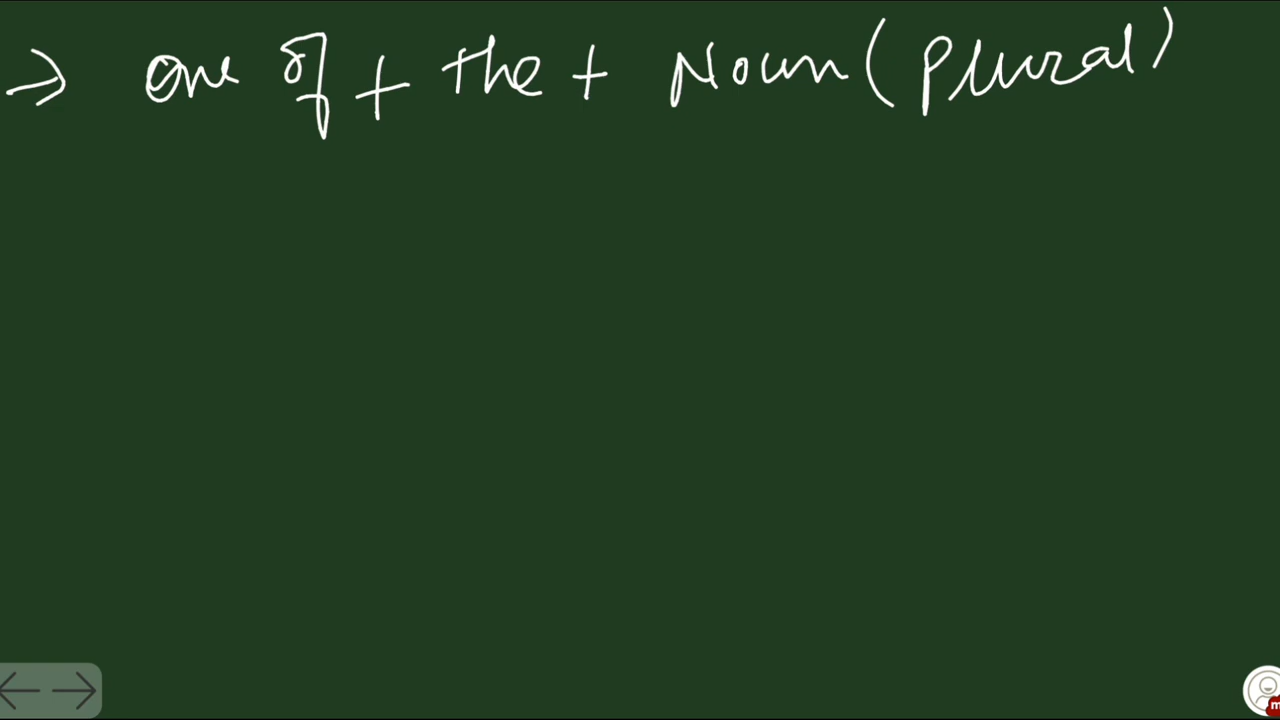 → one of + the + Noun (plural)